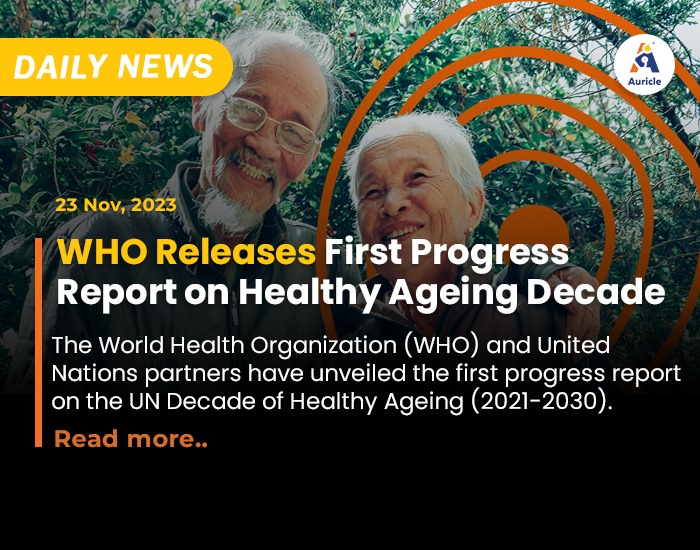 DAILY NEWS
Auricle
23 Nov, 2023
WHO Releases First Progress
Report on Healthy Ageing Decade
The World Health Organization (WHO) and United
Nations partners have unveiled the first progress report
on the UN Decade of Healthy Ageing (2021-2030).
Read more..